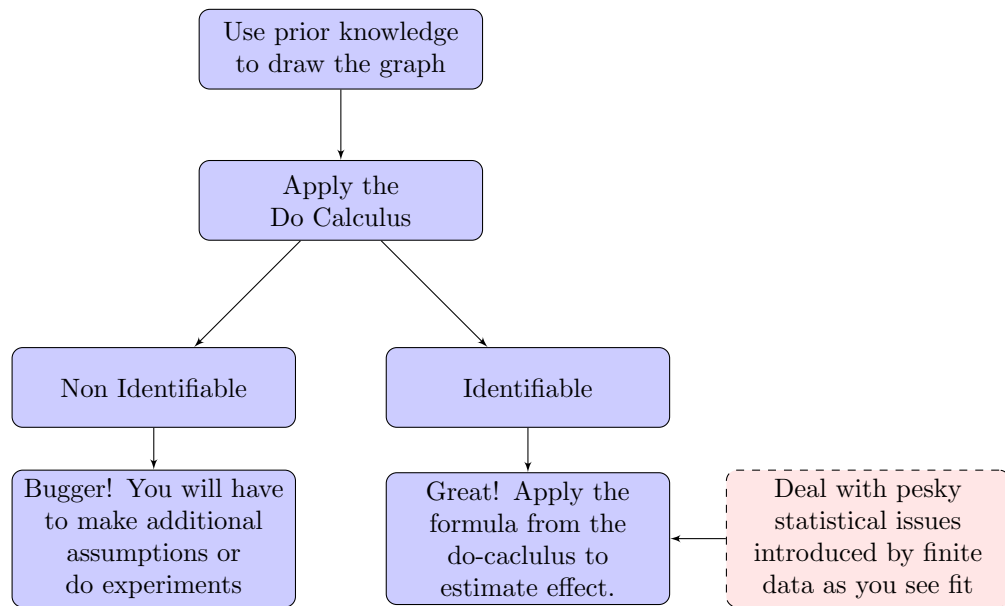 Use prior knowledge
to draw the graph
Apply the
Do Calculus
Non Identifiable
Identifiable
Bugger! You will have
to make additional
assumptions or
do experiments
Great! Apply the
formula from the
do-caclulus to
estimate effect.
Deal with pesky
statistical issues
introduced by finite
data as you see fit